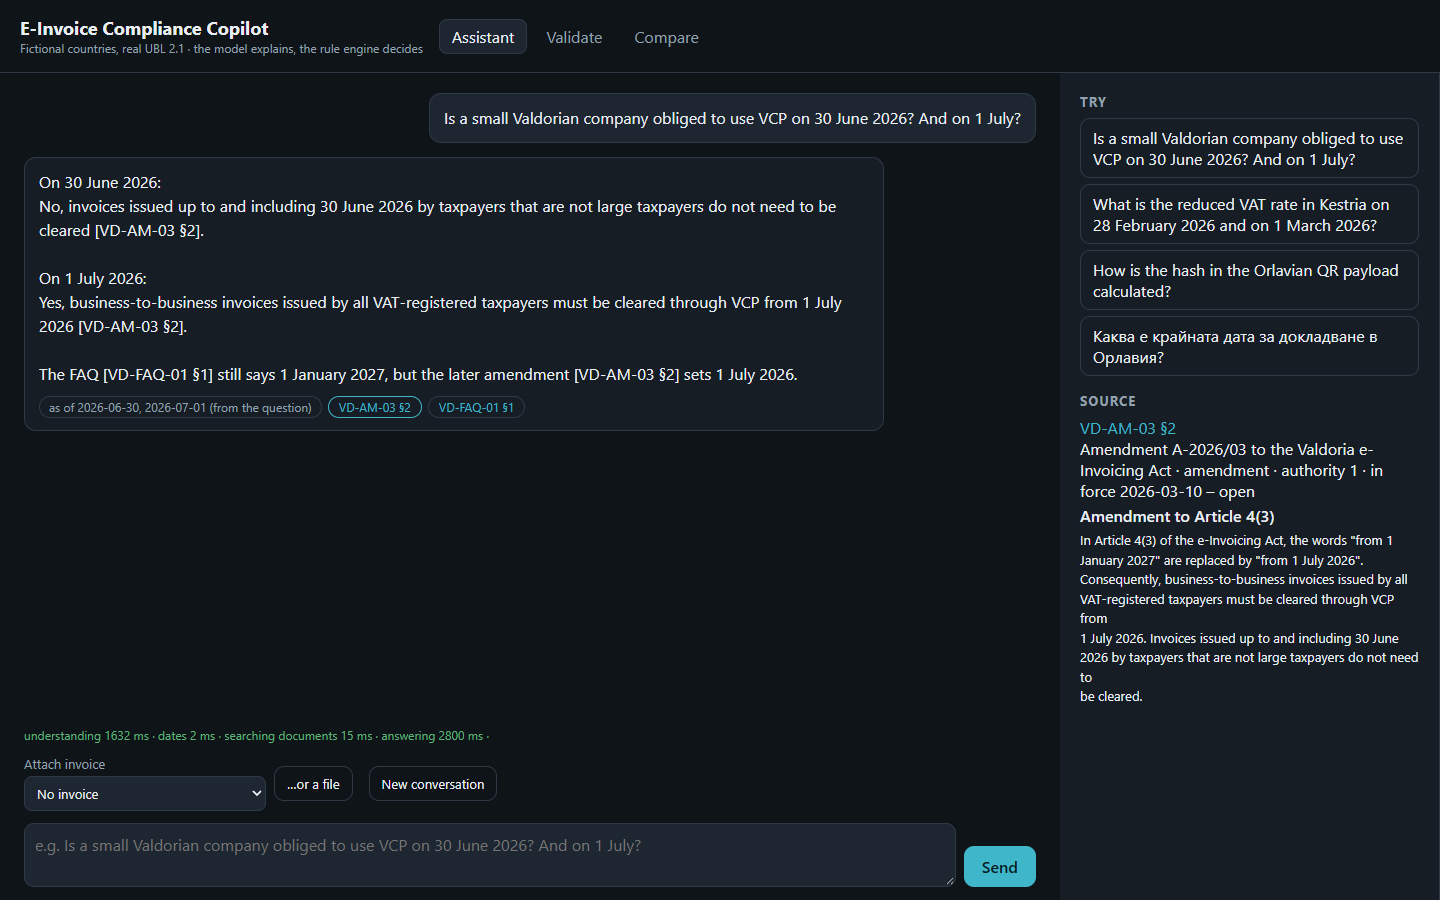 E-Invoice Compliance Copilot
Fictional countries, real UBL 2.1 · the model explains, the rule engine decides
Assistant
Validate
Compare
Is a small Valdorian company obliged to use VCP on 30 June 2026? And on 1 July?
On 30 June 2026:
No, invoices issued up to and including 30 June 2026 by taxpayers that are not large taxpayers do not need to be
cleared [VD-AM-03 §2].
On 1 July 2026:
Yes, business-to-business invoices issued by all VAT-registered taxpayers must be cleared through VCP from 1 July
2026 [VD-AM-03 §2].
The FAQ [VD-FAQ-01 §1] still says 1 January 2027, but the later amendment [VD-AM-03 §2] sets 1 July 2026.
as of 2026-06-30, 2026-07-01 (from the question)
VD-AM-03 §2
VD-FAQ-01 §1
understanding 1632 ms · dates 2 ms · searching documents 15 ms · answering 2800 ms ·
Attach invoice
No invoice
...or a file
New conversation
e.g. Is a small Valdorian company obliged to use VCP on 30 June 2026? And on 1 July?
Send
TRY
Is a small Valdorian company obliged to use
VCP on 30 June 2026? And on 1 July?
What is the reduced VAT rate in Kestria on
28 February 2026 and on 1 March 2026?
How is the hash in the Orlavian QR payload
calculated?
Каква е крайната дата за докладване в
Орлавия?
SOURCE
VD-AM-03 §2
Amendment A-2026/03 to the Valdoria e-
Invoicing Act · amendment · authority 1 · in
force 2026-03-10 – open
Amendment to Article 4(3)
In Article 4(3) of the e-Invoicing Act, the words "from 1
January 2027" are replaced by "from 1 July 2026".
Consequently, business-to-business invoices issued by all
VAT-registered taxpayers must be cleared through VCP
from
1 July 2026. Invoices issued up to and including 30 June
2026 by taxpayers that are not large taxpayers do not need
to
be cleared.